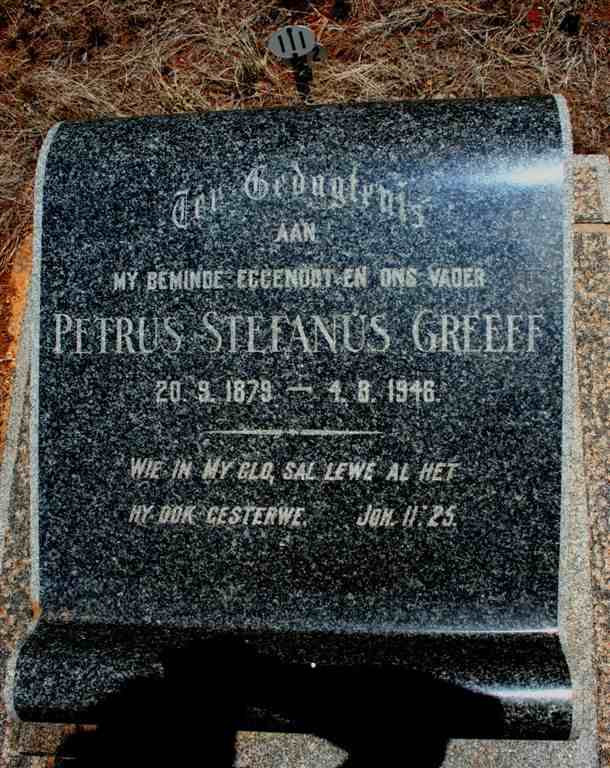 Ter Gedagtenis
AAN
MY BEMINDE EGGENOOT EN ONS VADER
PETRUS STEFANUS GREEFF
20. 9. 1879 — 4. 8. 1946.
WIE IN MY GLO, SAL LEWE AL HET
HY OOK GESTERWE. JOH. 11:25.